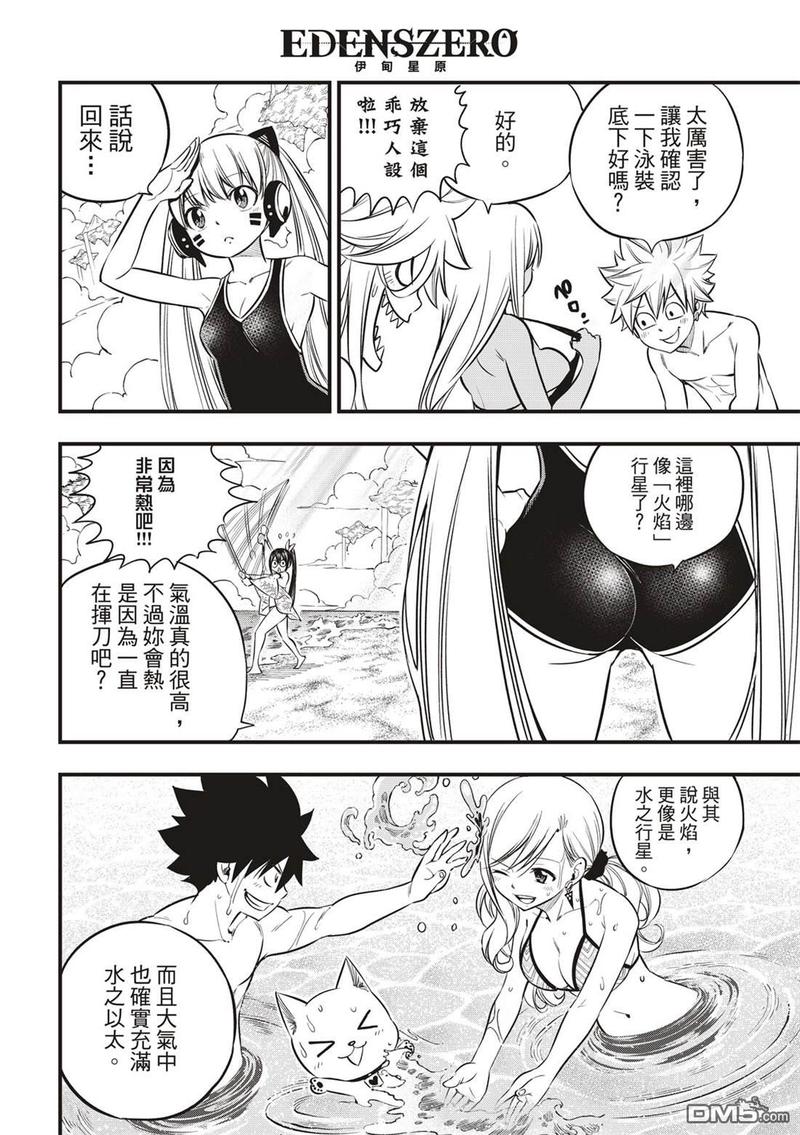 EDENSZERO
伊甸星原
太厲害了，
讓我確認
一下泳裝
底下好嗎？
好的。
放棄這個
乖巧人設
啦!!!
話說
回來…
這裡哪邊
像「火焰」
行星了？
因為
非常熱吧!!!
氣溫真的很高，
不過妳會熱
是因為一直
在揮刀吧？
與其
說火焰，
更像是
水之行星。
而且大氣中
也確實充滿
水之以太。
DM5.com